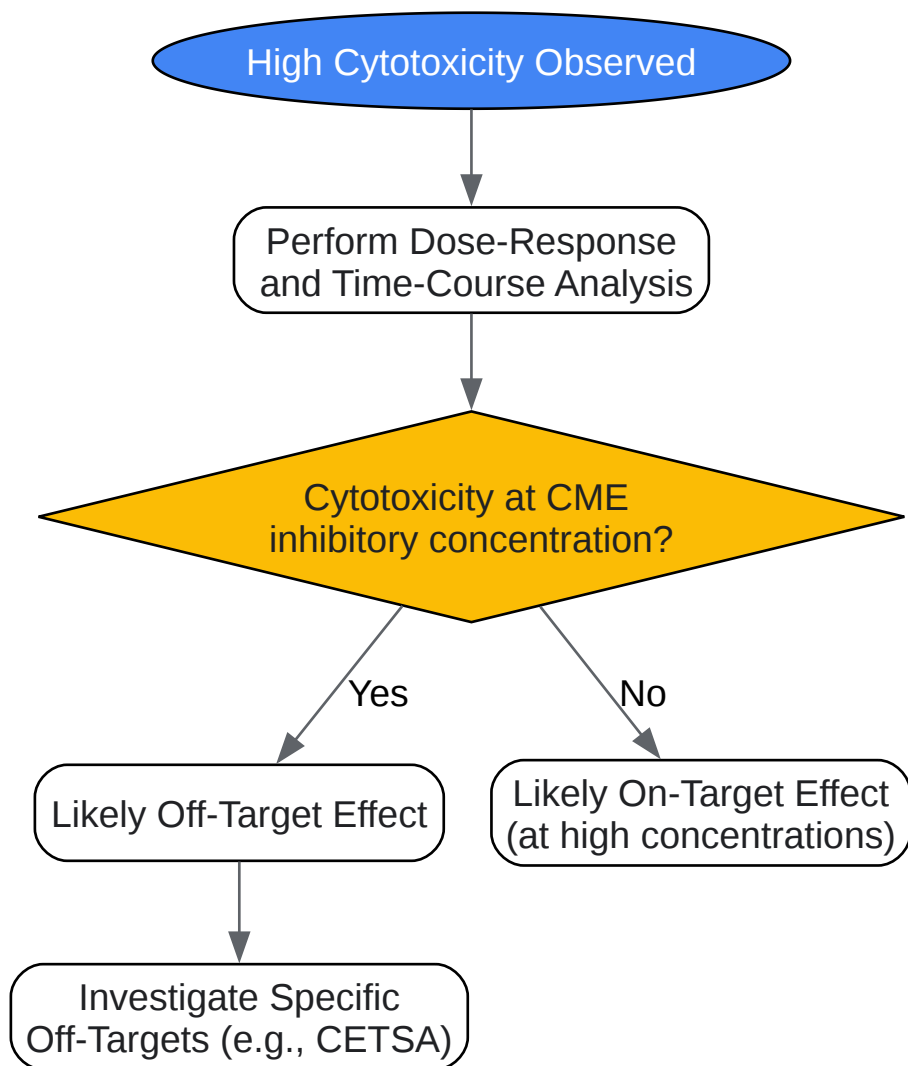 High Cytotoxicity Observed
Perform Dose-Response
and Time-Course Analysis
Cytotoxicity at CME
inhibitory concentration?
Yes
No
Likely Off-Target Effect
Likely On-Target Effect
(at high concentrations)
Investigate Specific
Off-Targets (e.g., CETSA)